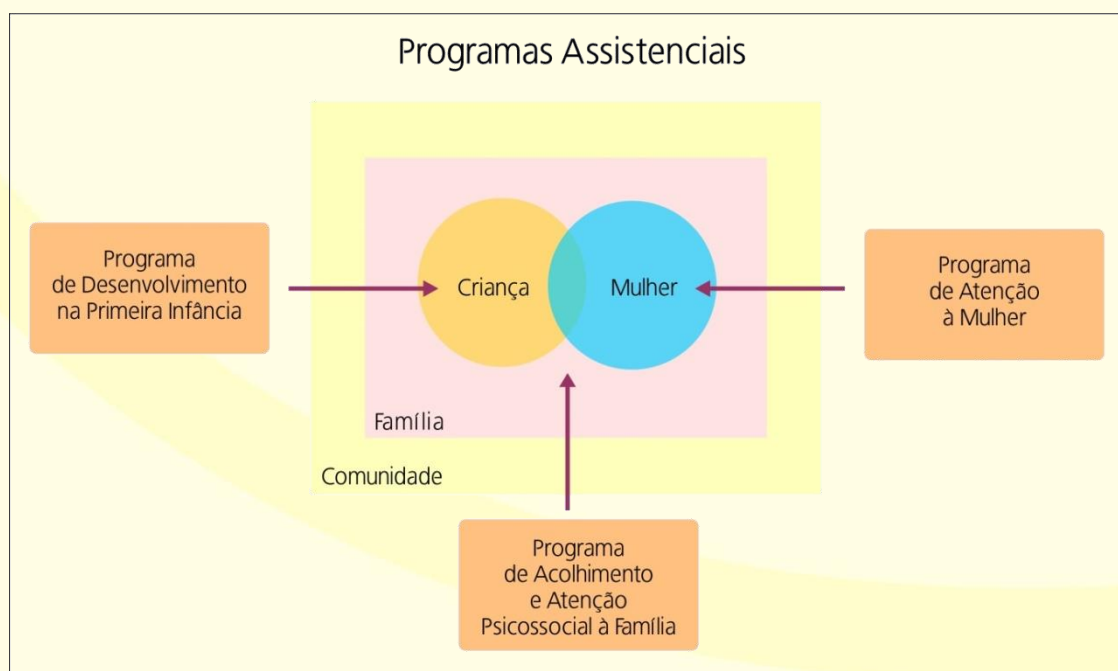 Programas Assistenciais
Programa
de Desenvolvimento
na Primeira Infância
Criança
Mulher
Programa
de Atenção
à Mulher
Família
Comunidade
Programa
de Acolhimento
e Atenção
Psicossocial à Família